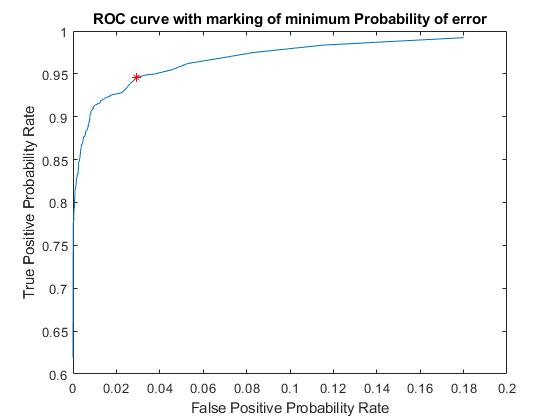 ROC curve with marking of minimum Probability of error
1
0.95
0.9
0.85
0.8
0.75
0.7
0.65
0.6
True Positive Probability Rate
0 0.02 0.04 0.06 0.08 0.1 0.12 0.14 0.16 0.18 0.2
False Positive Probability Rate